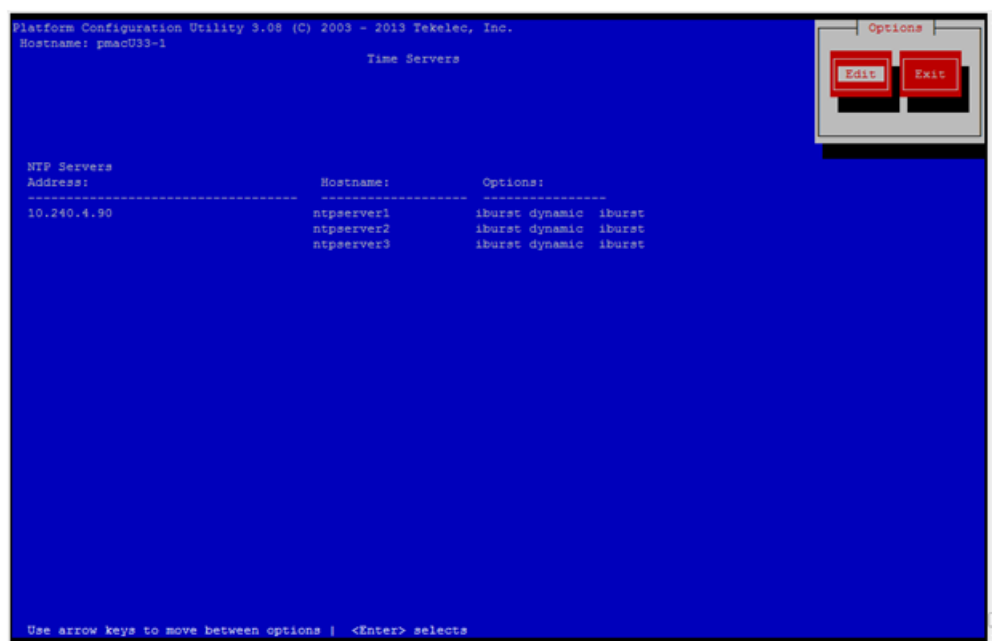 Platform Configuration Utility 3.08 (C) 2003 - 2013 Tekelec, Inc.
Hostname: pmacU33-1
Time Servers
Options
Edit Exit
NTP Servers
Address: Hostname: Options:
---------------------------------- ------------------- ----------------
10.240.4.90 ntpserver1 iburst dynamic iburst
ntpserver2 iburst dynamic iburst
ntpserver3 iburst dynamic iburst
Use arrow keys to move between options | <Enter> selects